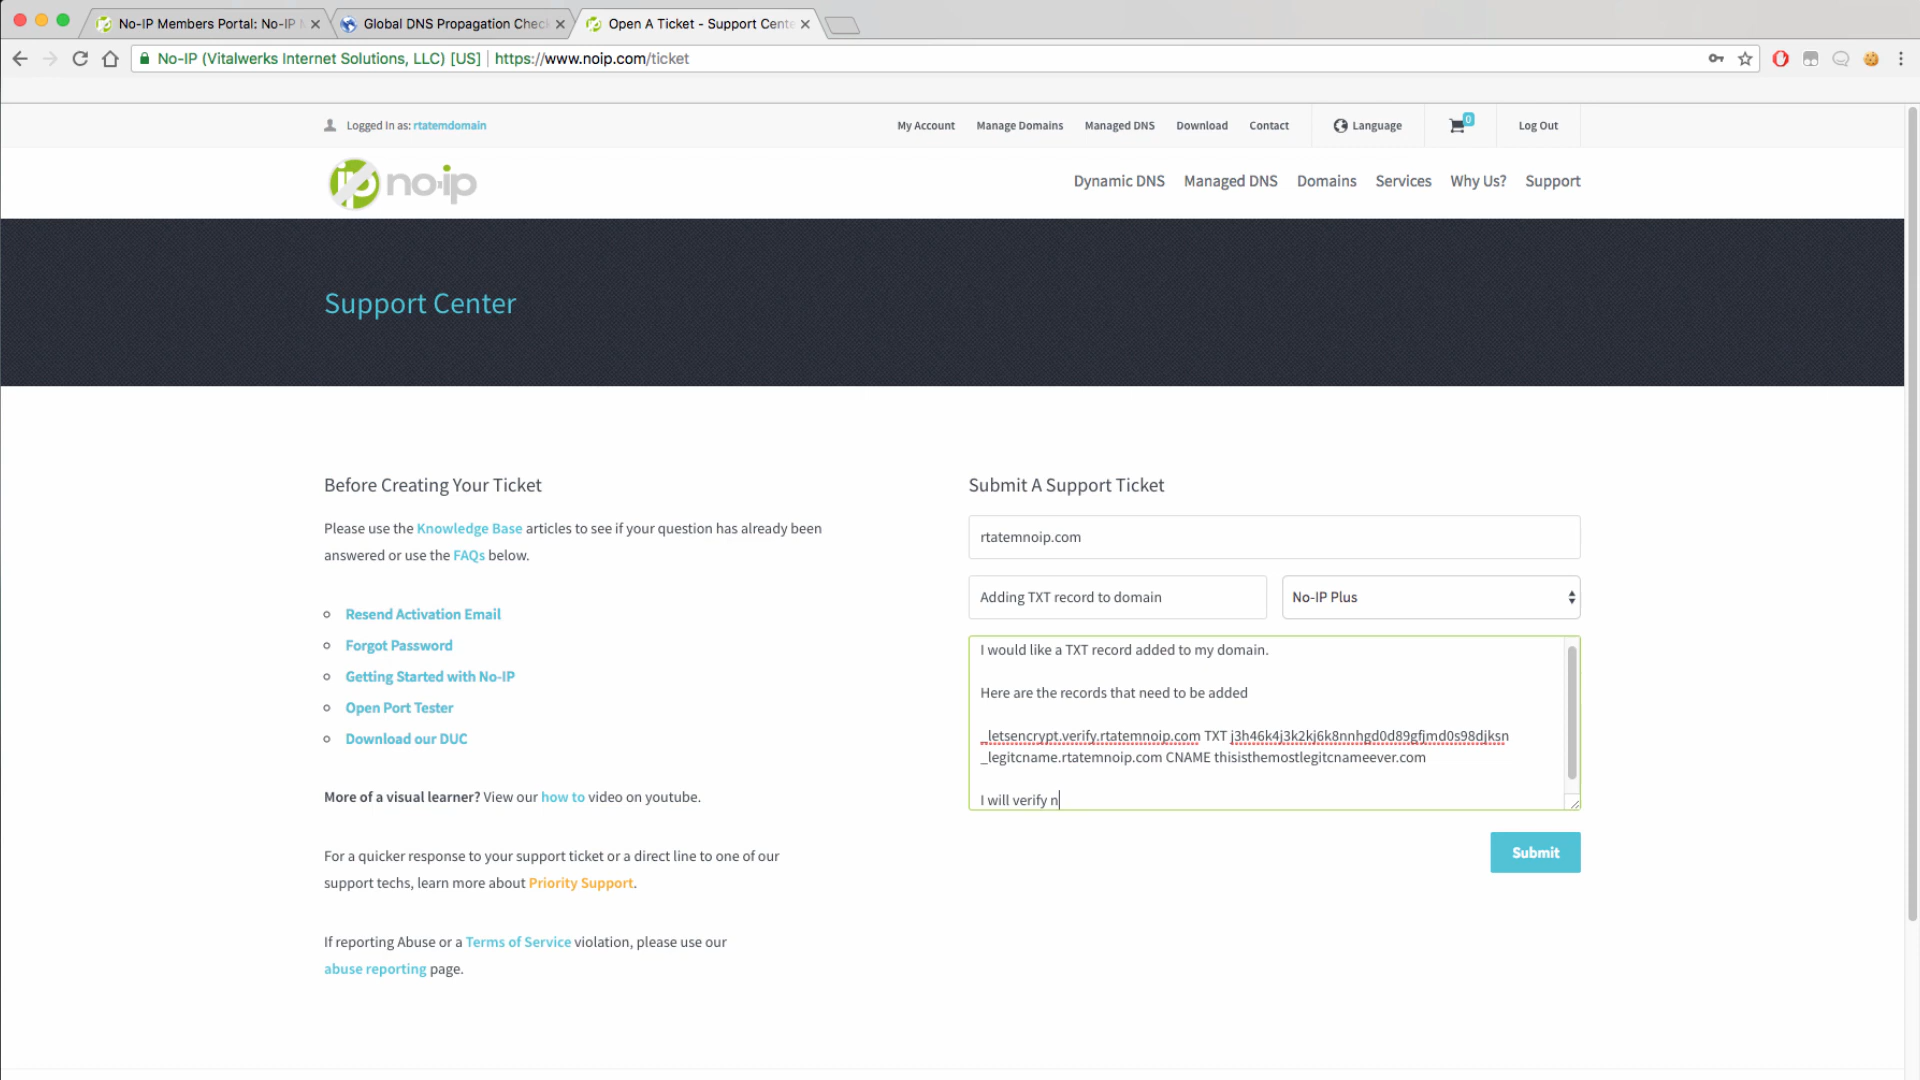 No-IP Members Portal: No-IP
Global DNS Propagation Chec
Open A Ticket - Support Cente
No-IP (Vitalwerks Internet Solutions, LLC) [US] | https://www.noip.com/ticket
Logged In as: rtatemdomain
My Account Manage Domains Managed DNS Download Contact Language 0 Log Out
ip no-ip
Dynamic DNS Managed DNS Domains Services Why Us? Support
Support Center
Before Creating Your Ticket
Please use the Knowledge Base articles to see if your question has already been
answered or use the FAQs below.
Resend Activation Email
Forgot Password
Getting Started with No-IP
Open Port Tester
Download our DUC
More of a visual learner? View our how to video on youtube.
For a quicker response to your support ticket or a direct line to one of our
support techs, learn more about Priority Support.
If reporting Abuse or a Terms of Service violation, please use our
abuse reporting page.
Submit A Support Ticket
rtatemnoip.com
Adding TXT record to domain
No-IP Plus
I would like a TXT record added to my domain.
Here are the records that need to be added
_letsencrypt.verify.rtatemnoip.com TXT j3h46k4j3k2kj6k8nnhgd0d89gfjmd0s98djksn
_legitcname.rtatemnoip.com CNAME thisisthemostlegitcnameever.com
I will verify n
Submit